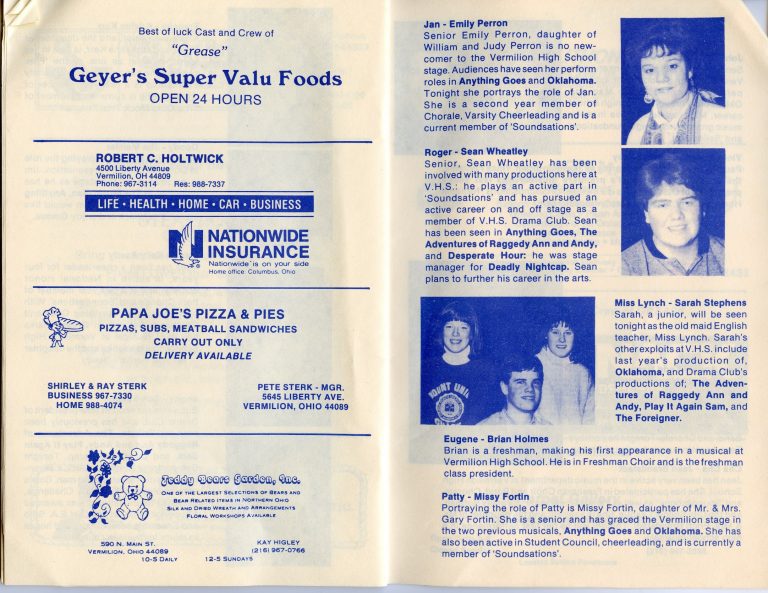 Best of luck Cast and Crew of
"Grease"
Geyer's Super Valu Foods
OPEN 24 HOURS
ROBERT C. HOLTWICK
4500 Liberty Avenue
Vermilion, OH 44809
Phone: 967-3114 Res: 988-7337
LIFE • HEALTH • HOME • CAR • BUSINESS
NATIONWIDE
INSURANCE
Nationwide is on your side
Home office: Columbus, Ohio
PAPA JOE'S PIZZA & PIES
PIZZAS, SUBS, MEATBALL SANDWICHES
CARRY OUT ONLY
DELIVERY AVAILABLE
SHIRLEY & RAY STERK
BUSINESS 967-7330
HOME 988-4074
PETE STERK - MGR.
5645 LIBERTY AVE.
VERMILION, OHIO 44089
Teddy Bears Garden, Inc.
ONE OF THE LARGEST SELECTIONS OF BEARS AND
BEAR RELATED ITEMS IN NORTHERN OHIO
SILK AND DRIED WREATH AND ARRANGEMENTS
FLORAL WORKSHOPS AVAILABLE
590 N. MAIN ST.
VERMILION, OHIO 44089
10-5 DAILY 12-5 SUNDAYS
KAY HIGLEY
(216) 967-0766
Jan - Emily Perron
Senior Emily Perron, daughter of
William and Judy Perron is no new-
comer to the Vermilion High School
stage. Audiences have seen her perform
roles in Anything Goes and Oklahoma.
Tonight she portrays the role of Jan.
She is a second year member of
Chorale, Varsity Cheerleading and is a
current member of 'Soundsations'.
Roger - Sean Wheatley
Senior, Sean Wheatley has been
involved with many productions here at
V.H.S.: he plays an active part in
'Soundsations' and has pursued an
active career on and off stage as a
member of V.H.S. Drama Club. Sean
has been seen in Anything Goes, The
Adventures of Raggedy Ann and Andy,
and Desperate Hour: he was stage
manager for Deadly Nightcap. Sean
plans to further his career in the arts.
Miss Lynch - Sarah Stephens
Sarah, a junior, will be seen
tonight as the old maid English
teacher, Miss Lynch. Sarah's
other exploits at V.H.S. include
last year's production of,
Oklahoma, and Drama Club's
productions of; The Adven-
tures of Raggedy Ann and
Andy, Play It Again Sam, and
The Foreigner.
Eugene - Brian Holmes
Brian is a freshman, making his first appearance in a musical at
Vermilion High School. He is in Freshman Choir and is the freshman
class president.
Patty - Missy Fortin
Portraying the role of Patty is Missy Fortin, daughter of Mr. & Mrs.
Gary Fortin. She is a senior and has graced the Vermilion stage in
the two previous musicals, Anything Goes and Oklahoma. She has
also been active in Student Council, cheerleading, and is currently a
member of 'Soundsations'.